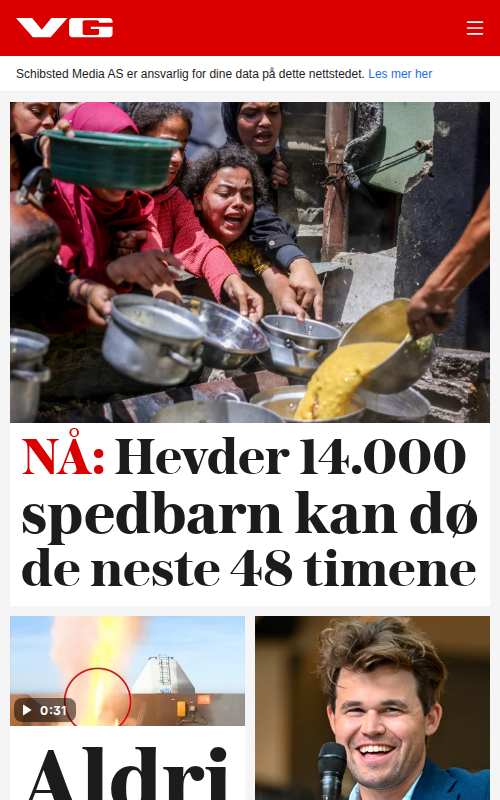 VG
Schibsted Media AS er ansvarlig for dine data på dette nettstedet. Les mer her
NÅ: Hevder 14.000
spedbarn kan dø
de neste 48 timene
0:31
Aldri